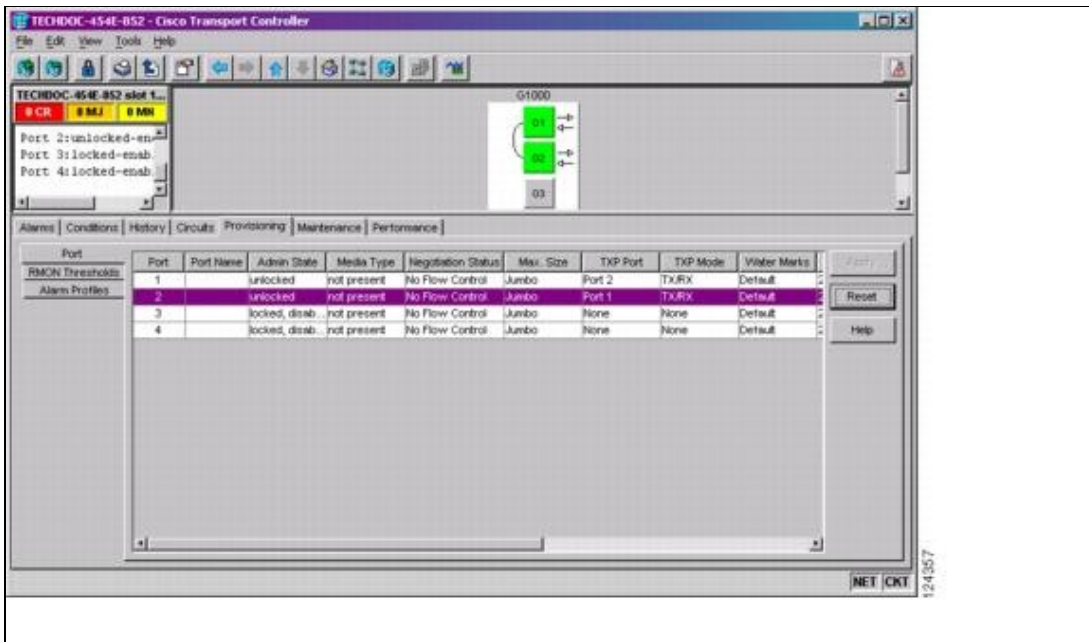 TECHDOC-454E-852 - Cisco Transport Controller
File Edit View Tools Help
TECHDOC-454E-852 slot 1...
0 CR 0 MJ 0 MN
Port 2:unlocked-en
Port 3:locked-enab.
Port 4:locked-enab.
G1000
01
02
03
Alarms Conditions History Circuits Provisioning Maintenance Performance
Port
RMON Thresholds
Alarm Profiles
Port Port Name Admin State Media Type Negotiation Status Max. Size TXP Port TXP Mode Water Marks
1 unlocked not present No Flow Control Jumbo Port 2 TX/RX Default
2 unlocked not present No Flow Control Jumbo Port 1 TX/RX Default
3 locked, disab... not present No Flow Control Jumbo None None Default
4 locked, disab... not present No Flow Control Jumbo None None Default
Apply
Reset
Help
NET CKT
124357